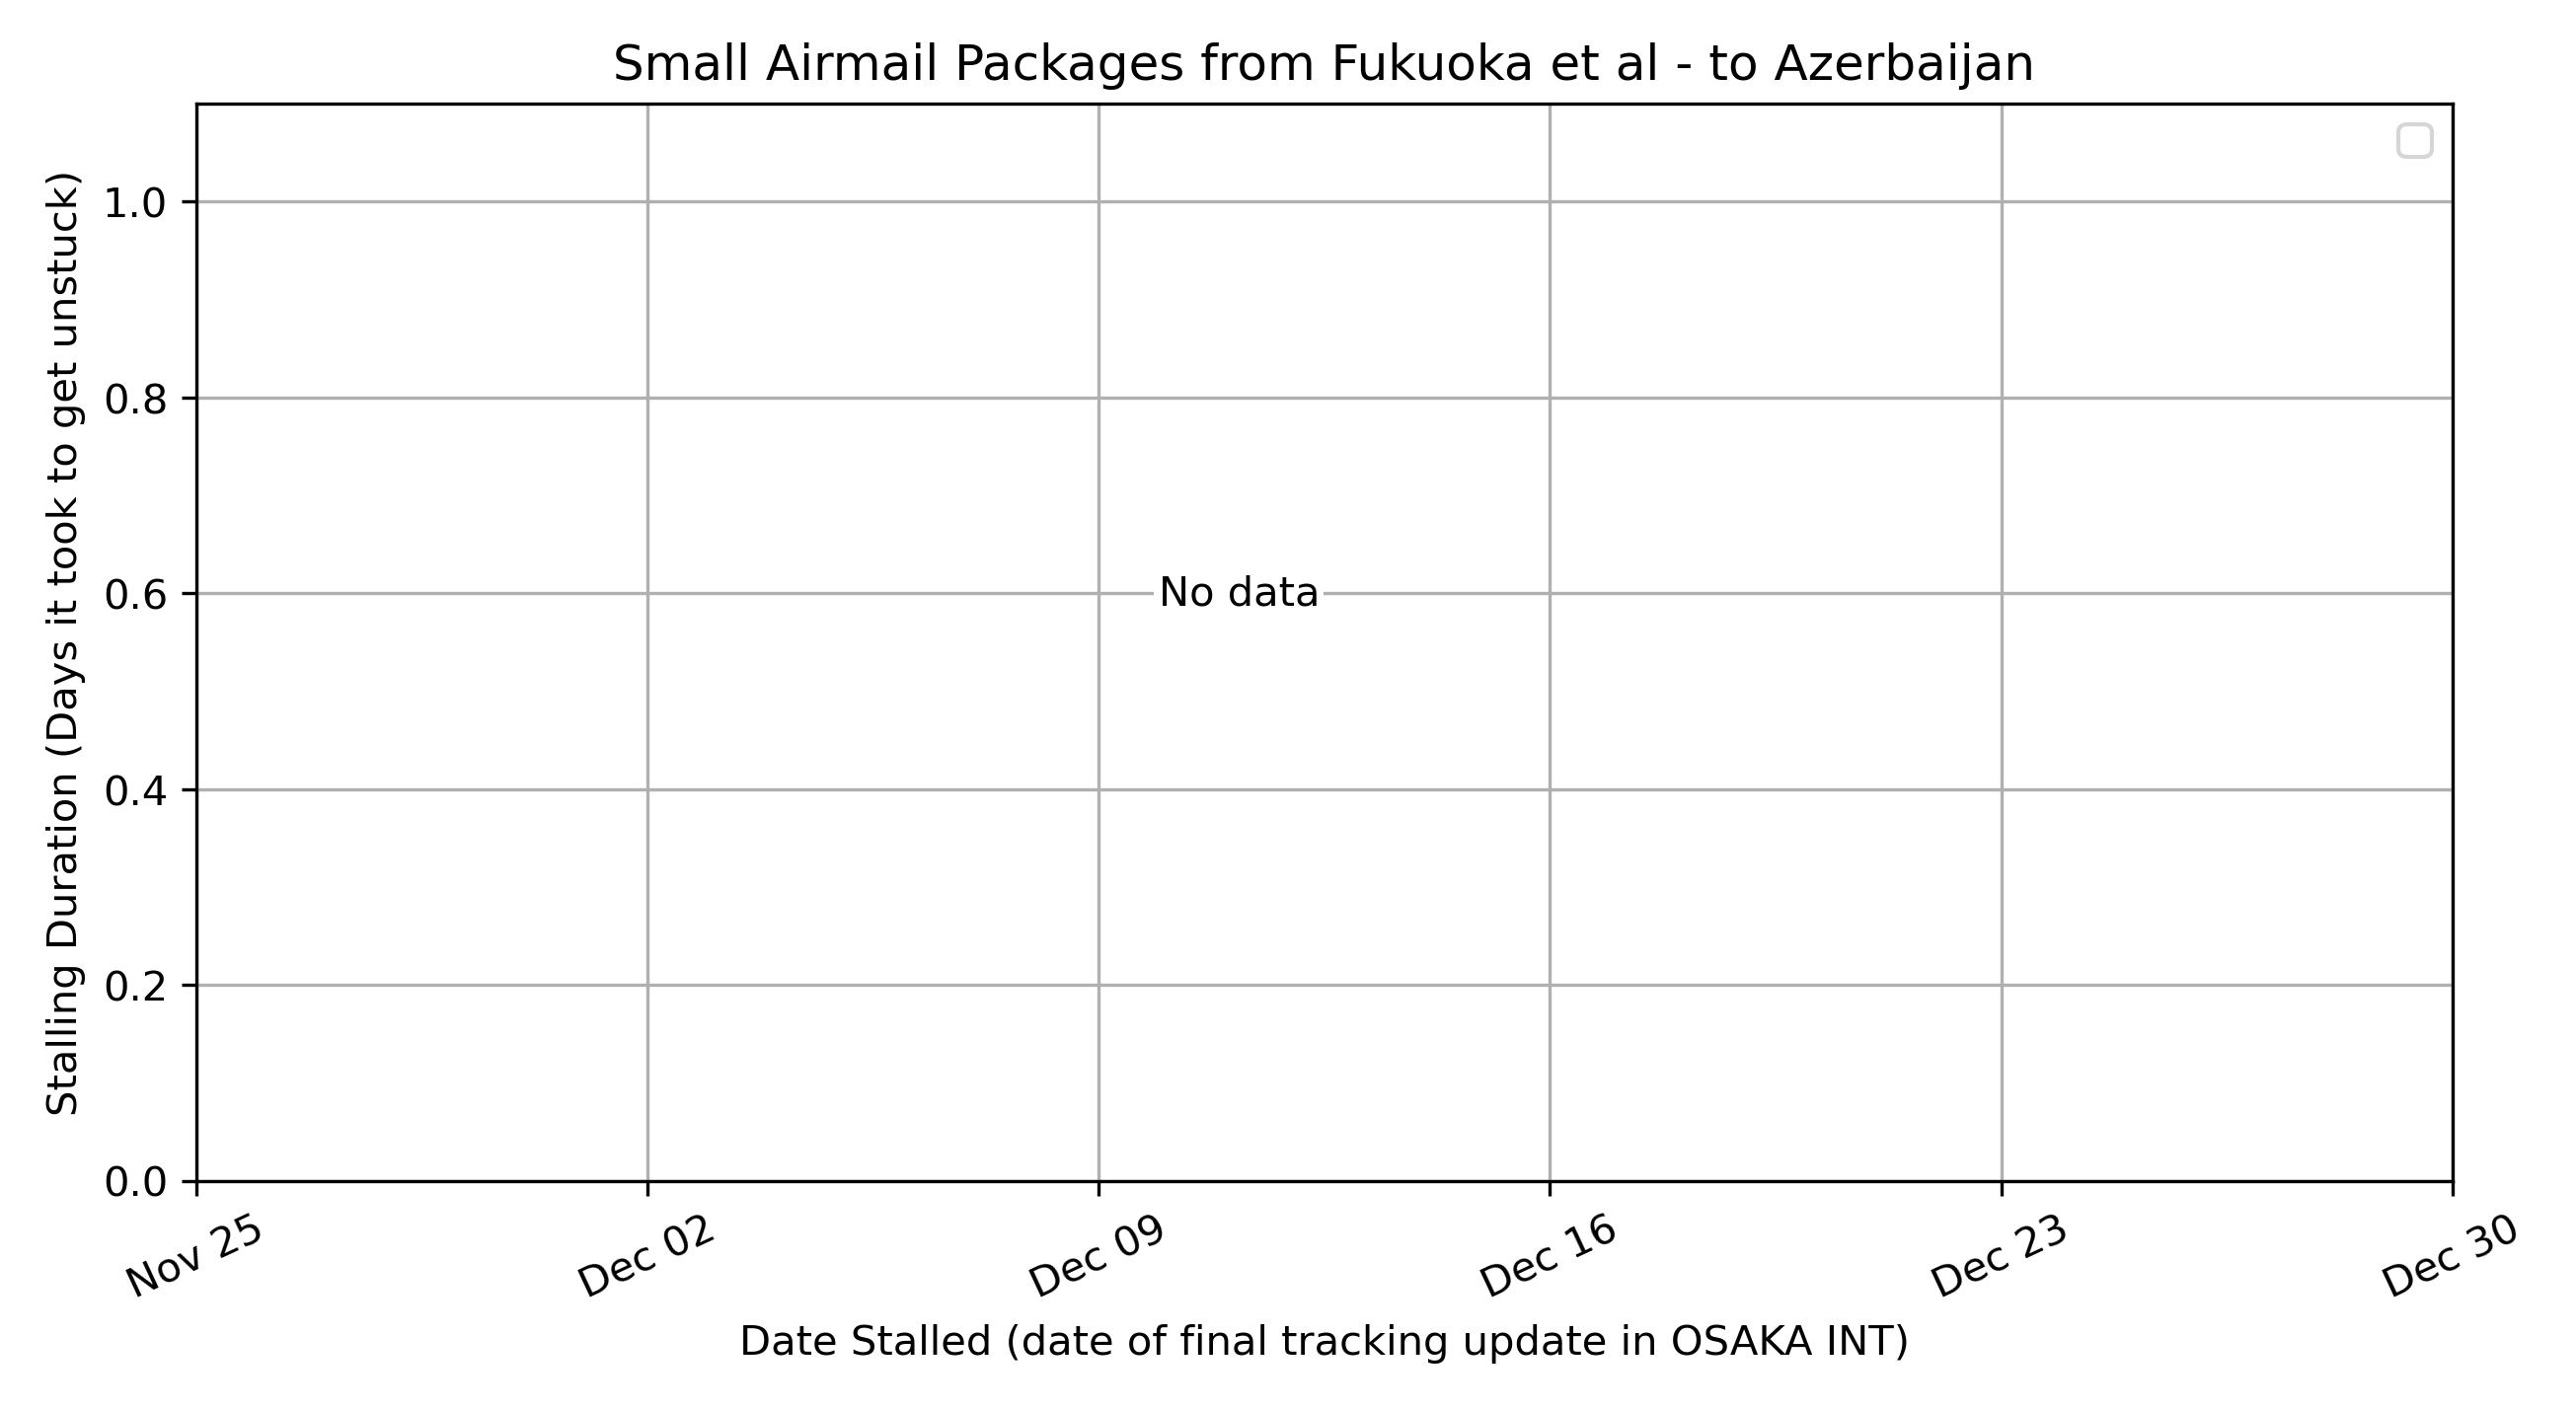 Small Airmail Packages from Fukuoka et al - to Azerbaijan
Stalling Duration (Days it took to get unstuck)
1.0
0.8
0.6
0.4
0.2
0.0
No data
Nov 25
Dec 02
Dec 09
Dec 16
Dec 23
Dec 30
Date Stalled (date of final tracking update in OSAKA INT)